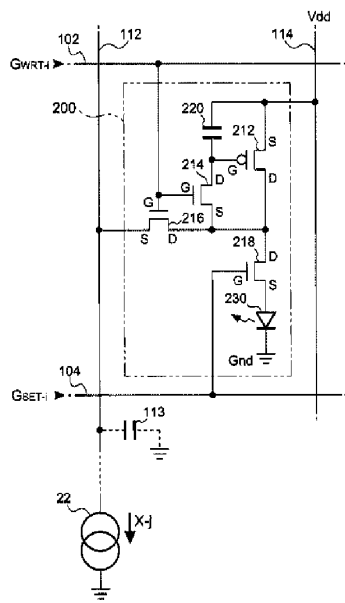 Vdd
112
114
102
GWRT-i
200
220
212
S
214
G
D
D
G
G
S
216
S
D
218
D
G
S
230
Gnd
104
GSET-i
113
22
X-j